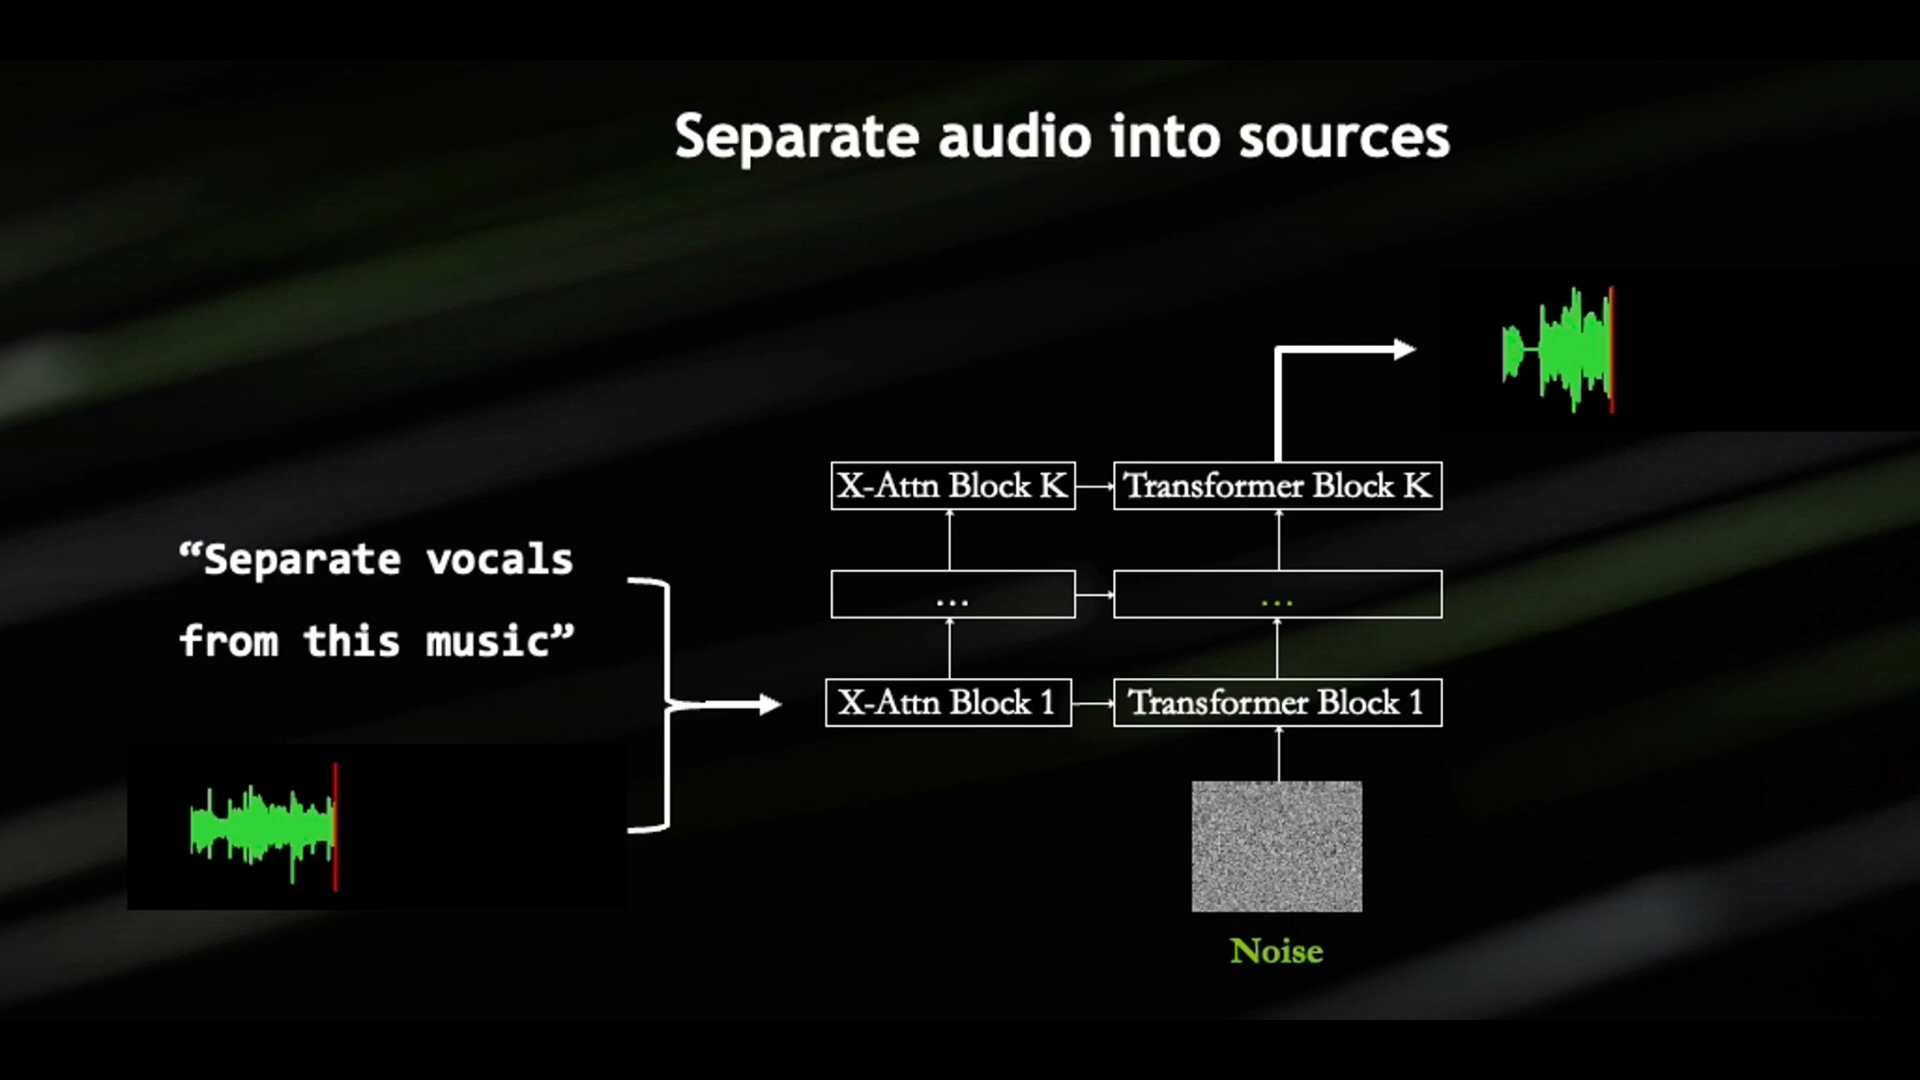 Separate audio into sources
“Separate vocals
from this music”
X-Attn Block K
Transformer Block K
...
...
X-Attn Block 1
Transformer Block 1
Noise